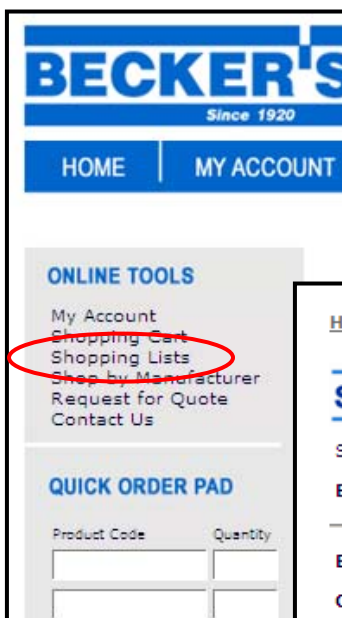 BECKER'S
Since 1920
HOME MY ACCOUNT
ONLINE TOOLS
My Account
Shopping Cart
Shopping Lists
Shop by Manufacturer
Request for Quote
Contact Us
QUICK ORDER PAD
Product Code Quantity